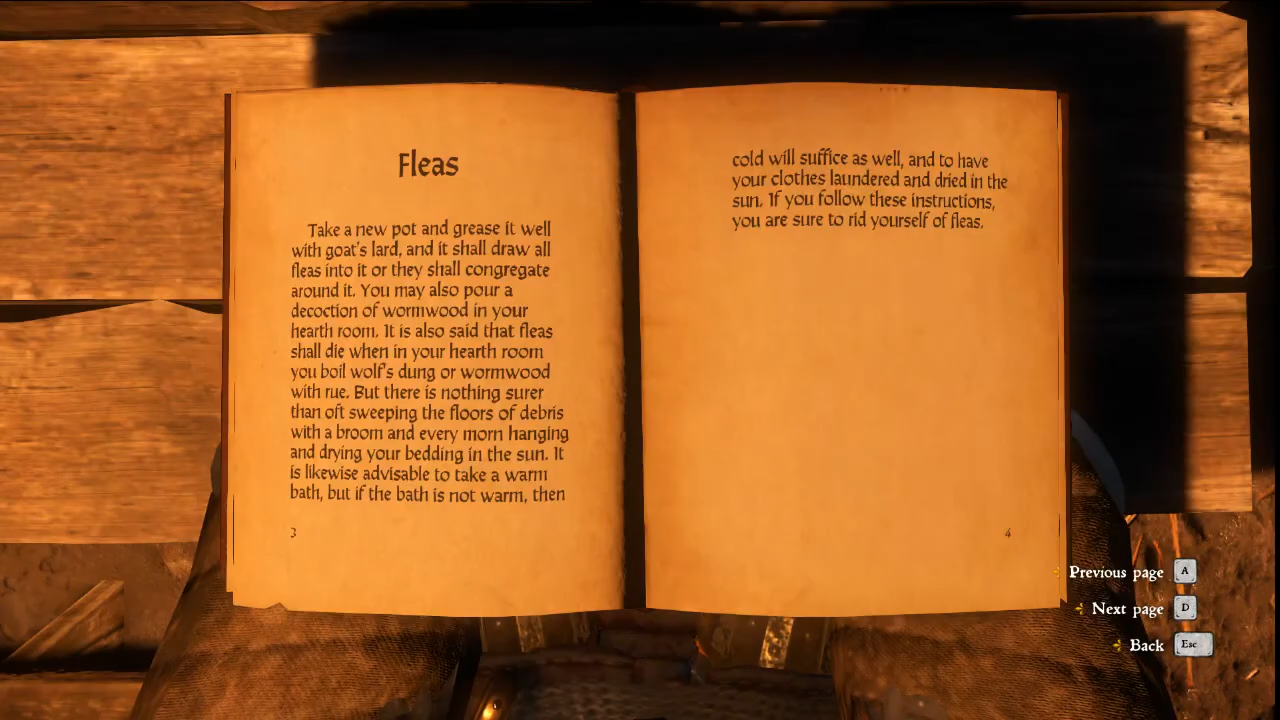 Fleas
Take a new pot and grease it well
with goat's lard, and it shall draw all
fleas into it or they shall congregate
around it. You may also pour a
decoction of wormwood in your
hearth room. It is also said that fleas
shall die when in your hearth room
you boil wolf's dung or wormwood
with rue. But there is nothing surer
than oft sweeping the floors of debris
with a broom and every morn hanging
and drying your bedding in the sun. It
is likewise advisable to take a warm
bath, but if the bath is not warm, then
3
cold will suffice as well, and to have
your clothes laundered and dried in the
sun. If you follow these instructions,
you are sure to rid yourself of fleas.
4
Previous page A
Next page D
Back Esc